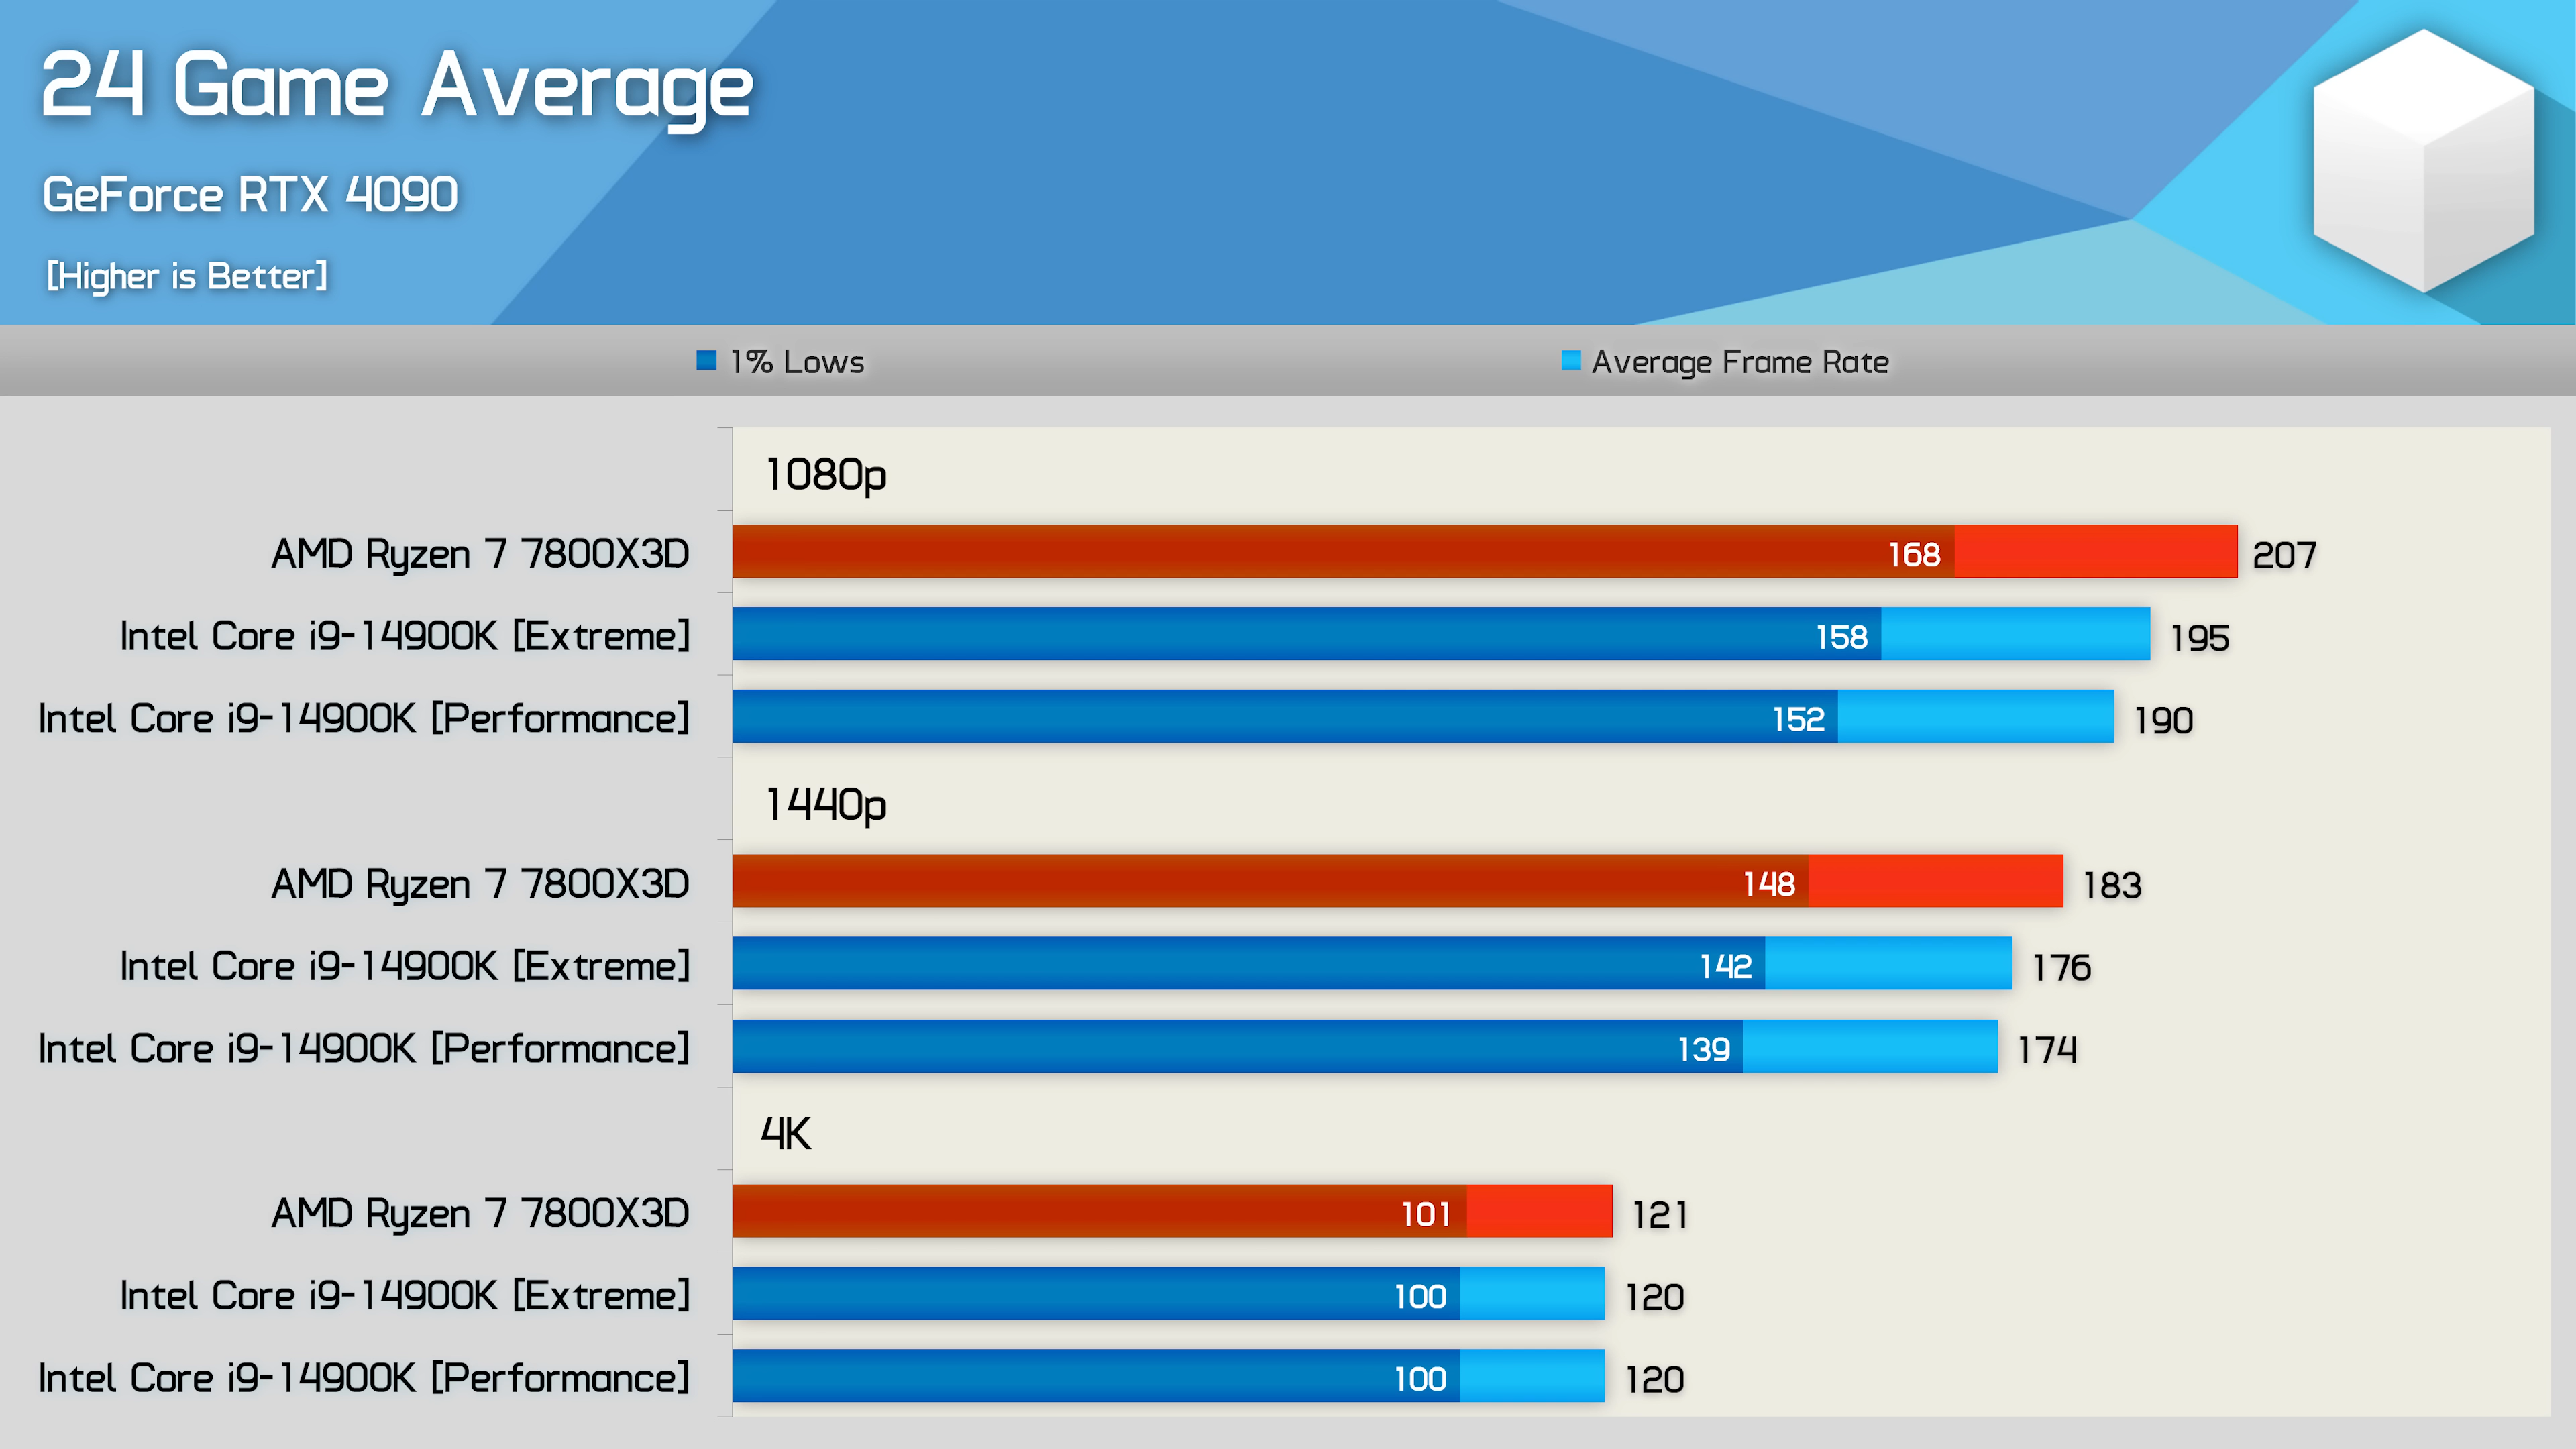 24 Game Average
GeForce RTX 4090
[Higher is Better]
1% Lows
Average Frame Rate
1080p
AMD Ryzen 7 7800X3D 168 207
Intel Core i9-14900K [Extreme] 158 195
Intel Core i9-14900K [Performance] 152 190
1440p
AMD Ryzen 7 7800X3D 148 183
Intel Core i9-14900K [Extreme] 142 176
Intel Core i9-14900K [Performance] 139 174
4K
AMD Ryzen 7 7800X3D 101 121
Intel Core i9-14900K [Extreme] 100 120
Intel Core i9-14900K [Performance] 100 120